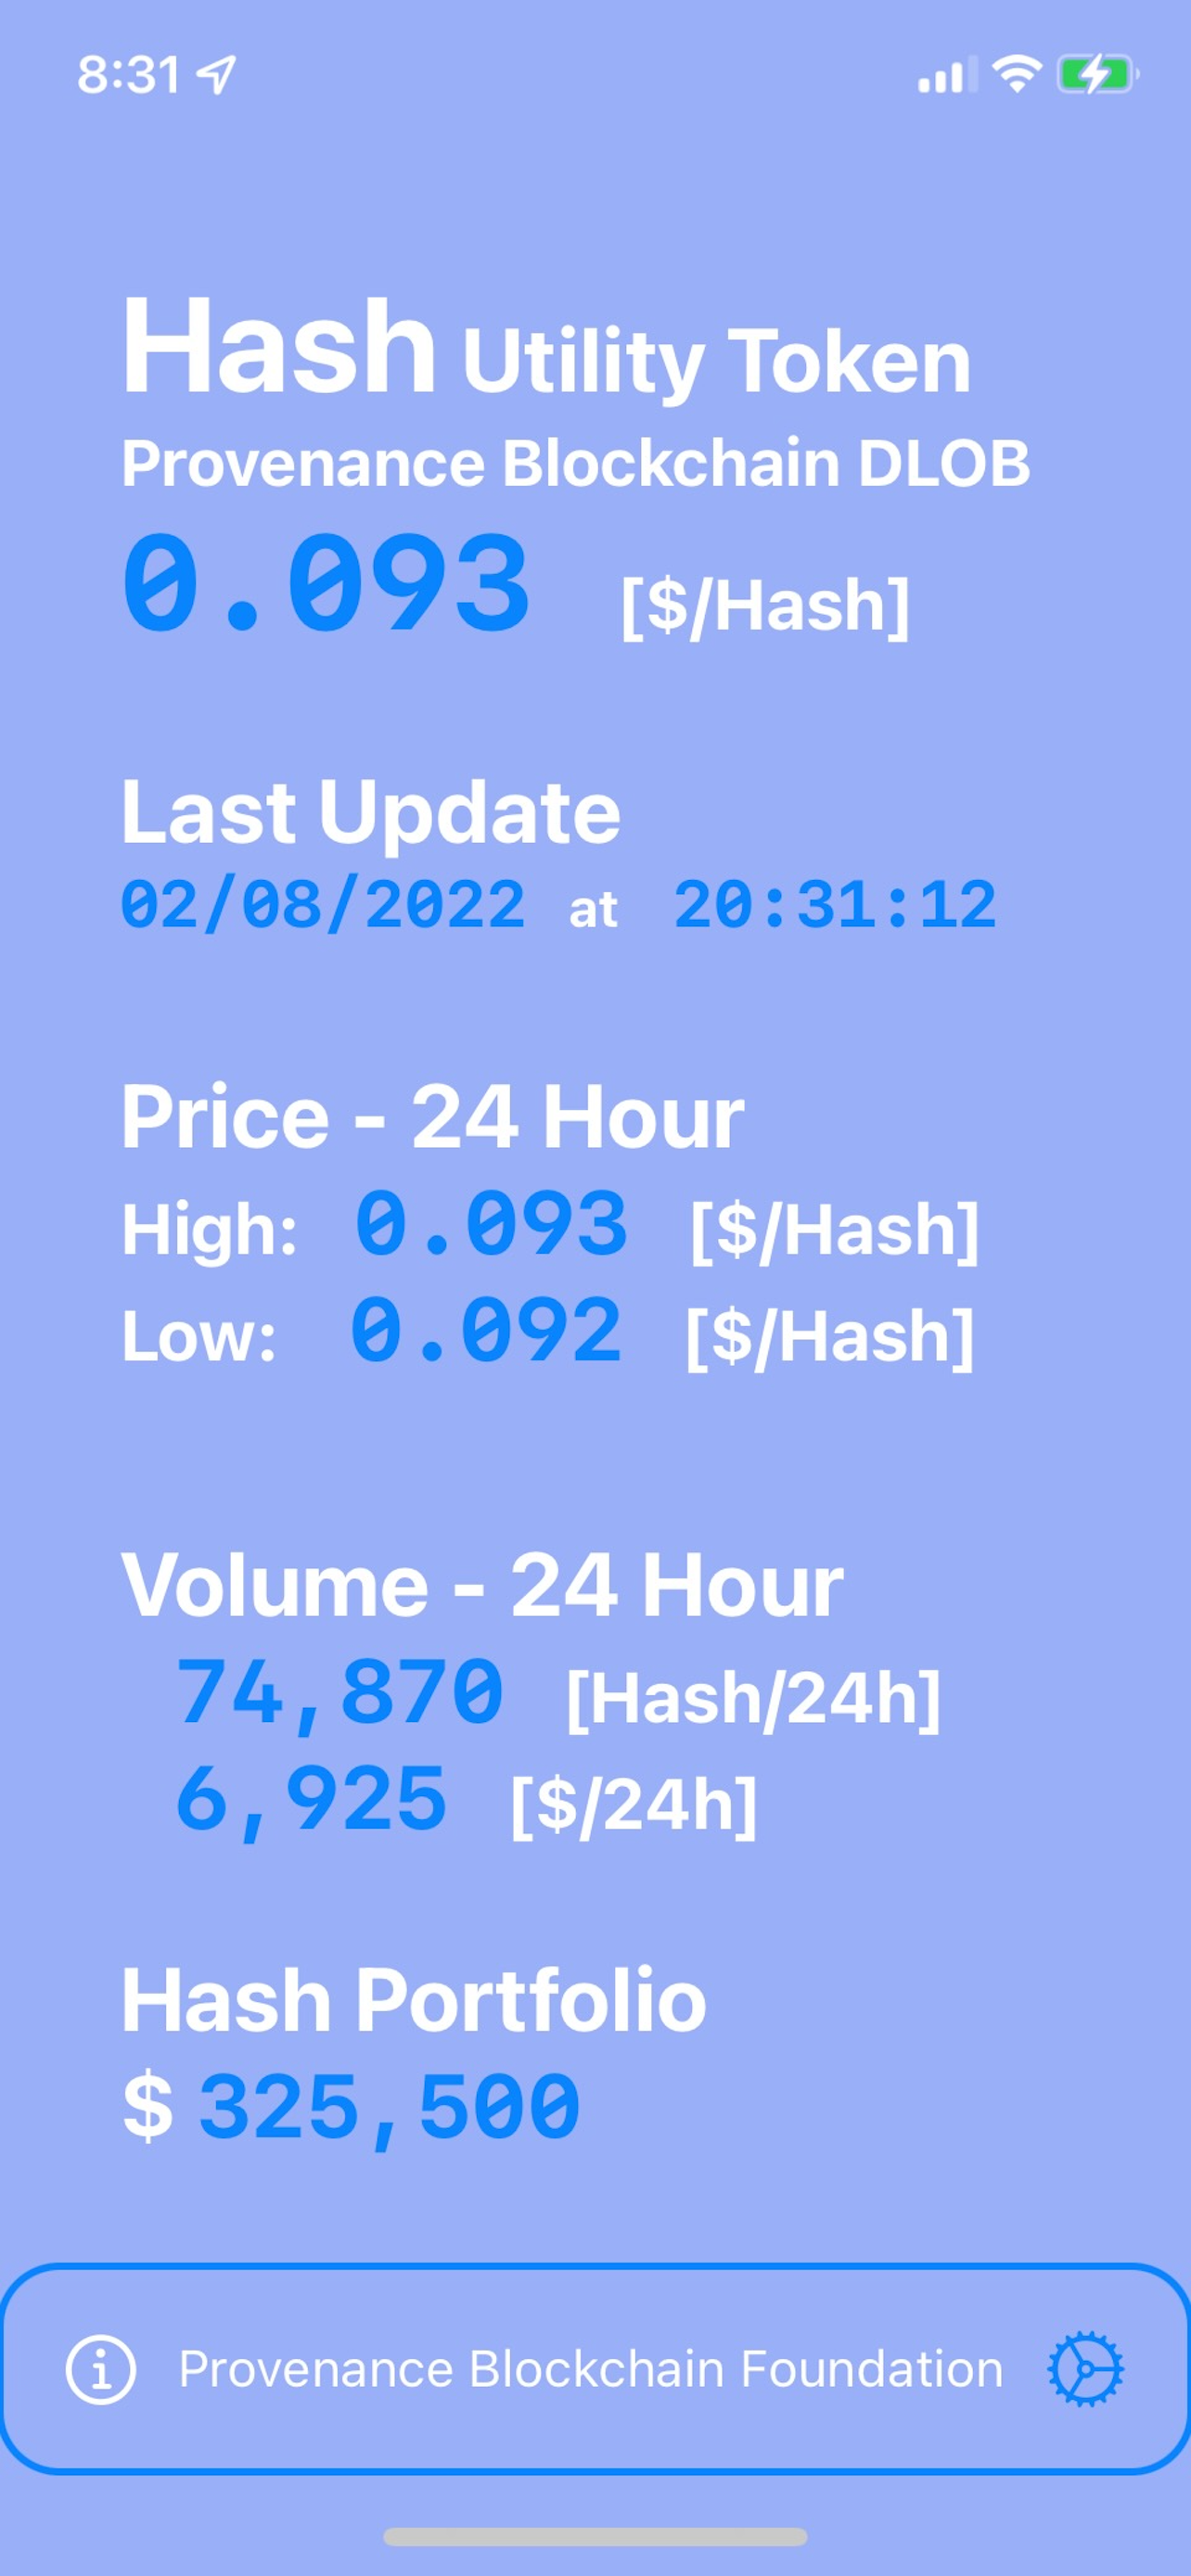 8:31
Hash Utility Token
Provenance Blockchain DLOB
0.093 [$/Hash]
Last Update
02/08/2022 at 20:31:12
Price - 24 Hour
High: 0.093 [$/Hash]
Low: 0.092 [$/Hash]
Volume - 24 Hour
74,870 [Hash/24h]
6,925 [$/24h]
Hash Portfolio
$ 325,500
Provenance Blockchain Foundation